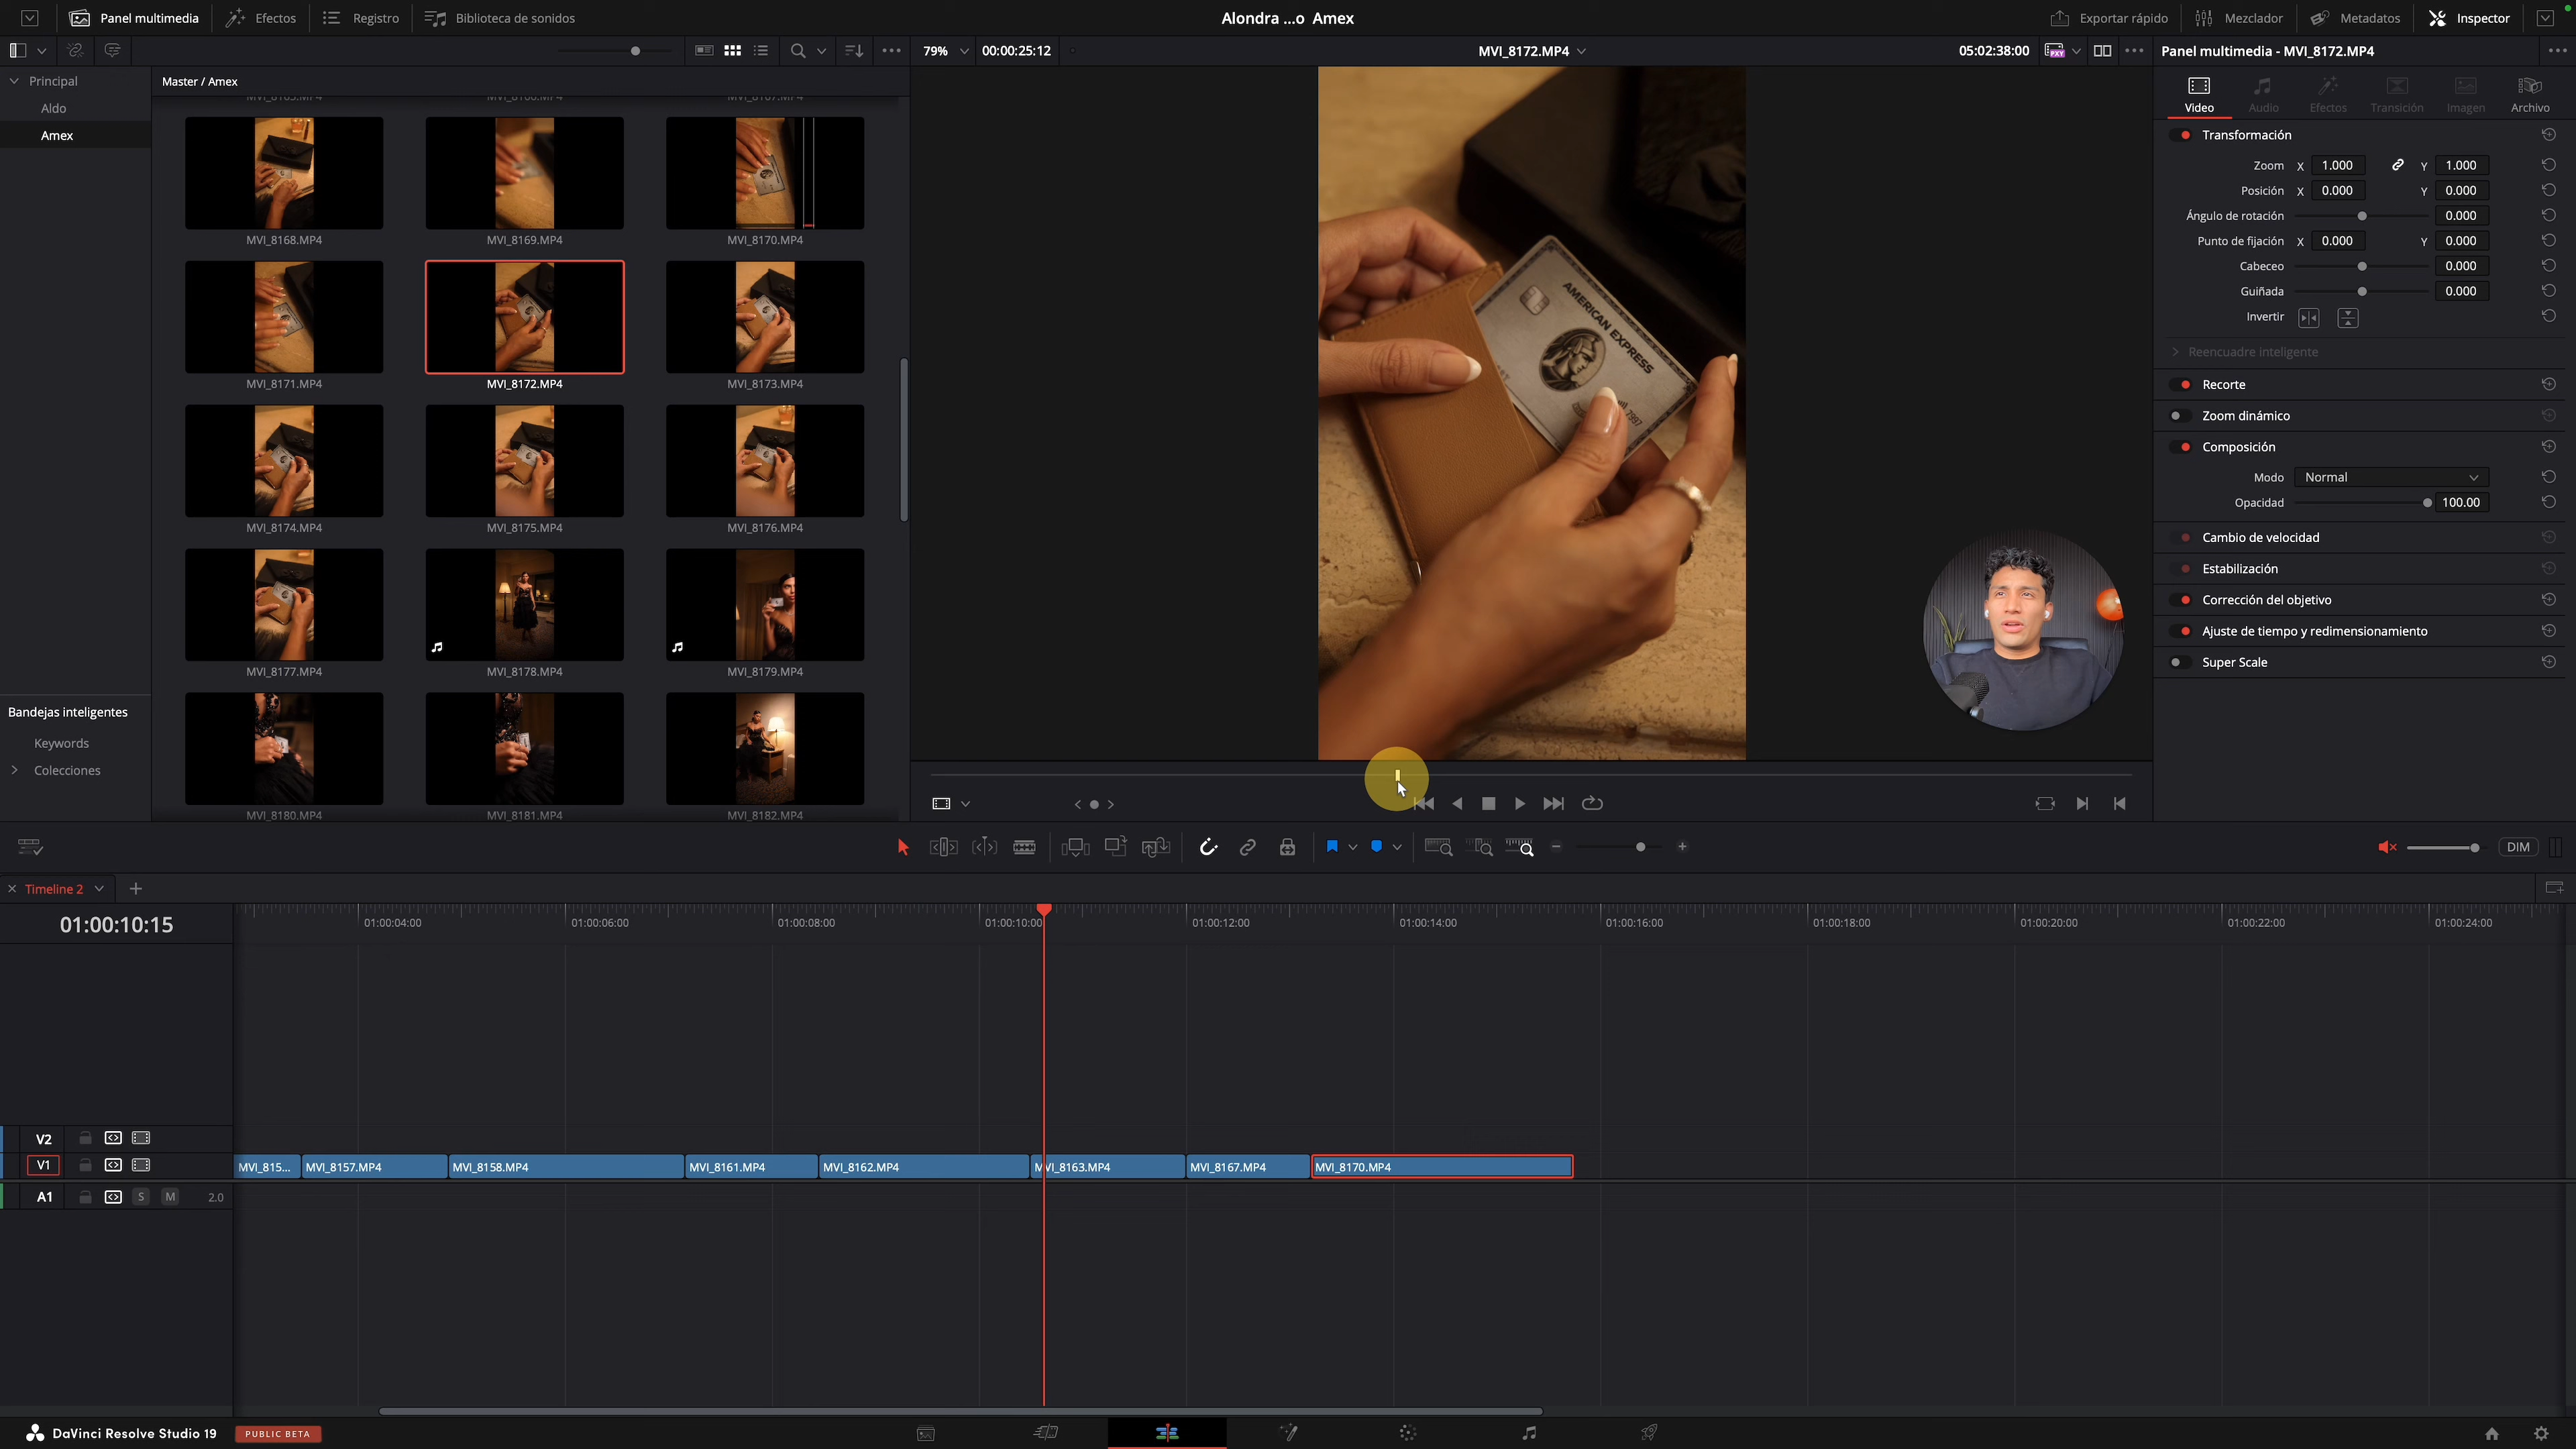 Panel multimedia
Efectos
Registro
Biblioteca de sonidos
Alondra ...o Amex
Exportar rápido
Mezclador
Metadatos
Inspector
79%
00:00:25:12
MVI_8172.MP4
05:02:38:00
PXY
Panel multimedia - MVI_8172.MP4
Principal
Aldo
Amex
Master / Amex
MVI_8165.MP4
MVI_8166.MP4
MVI_8167.MP4
MVI_8168.MP4
MVI_8169.MP4
MVI_8170.MP4
MVI_8171.MP4
MVI_8172.MP4
MVI_8173.MP4
MVI_8174.MP4
MVI_8175.MP4
MVI_8176.MP4
MVI_8177.MP4
MVI_8178.MP4
MVI_8179.MP4
MVI_8180.MP4
MVI_8181.MP4
MVI_8182.MP4
Bandejas inteligentes
Keywords
Colecciones
AMERICAN EXPRESS
1997
Video
Audio
Efectos
Transición
Imagen
Archivo
Transformación
Zoom X 1.000 Y 1.000
Posición X 0.000 Y 0.000
Ángulo de rotación 0.000
Punto de fijación X 0.000 Y 0.000
Cabeceo 0.000
Guiñada 0.000
Invertir
Reencuadre inteligente
Recorte
Zoom dinámico
Composición
Modo Normal
Opacidad 100.00
Cambio de velocidad
Estabilización
Corrección del objetivo
Ajuste de tiempo y redimensionamiento
Super Scale
DIM
Timeline 2
01:00:10:15
01:00:04:00
01:00:06:00
01:00:08:00
01:00:10:00
01:00:12:00
01:00:14:00
01:00:16:00
01:00:18:00
01:00:20:00
01:00:22:00
01:00:24:00
V2
V1
MVI_815...
MVI_8157.MP4
MVI_8158.MP4
MVI_8161.MP4
MVI_8162.MP4
MVI_8163.MP4
MVI_8167.MP4
MVI_8170.MP4
A1
S
M
2.0
DaVinci Resolve Studio 19
PUBLIC BETA